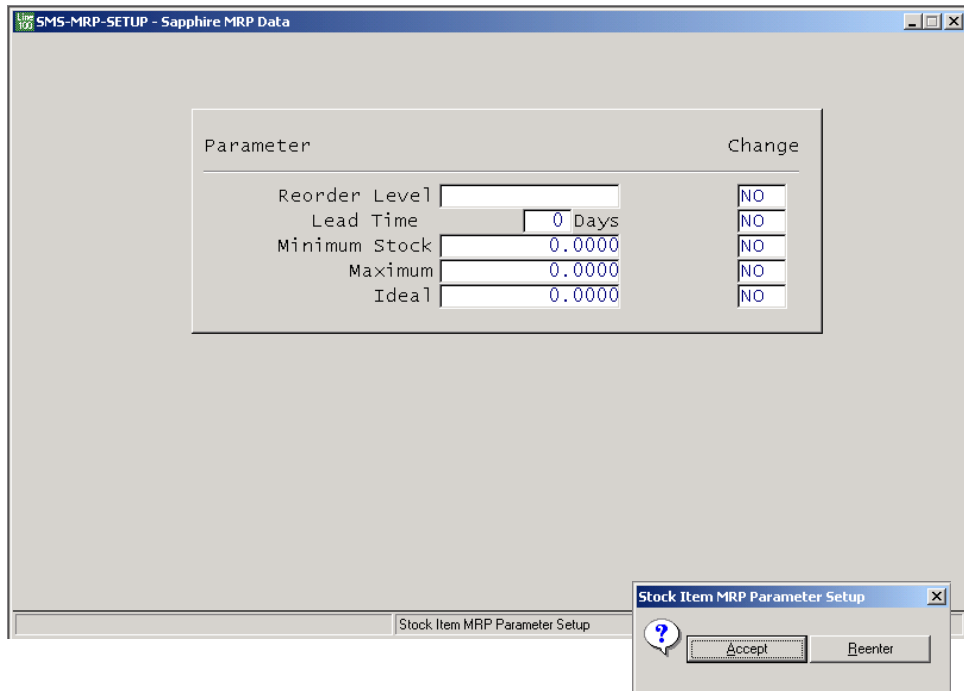 Line 100 SMS-MRP-SETUP - Sapphire MRP Data
Parameter Change
Reorder Level NO
Lead Time 0 Days NO
Minimum Stock 0.0000 NO
Maximum 0.0000 NO
Ideal 0.0000 NO
Stock Item MRP Parameter Setup
Stock Item MRP Parameter Setup
? Accept Reenter